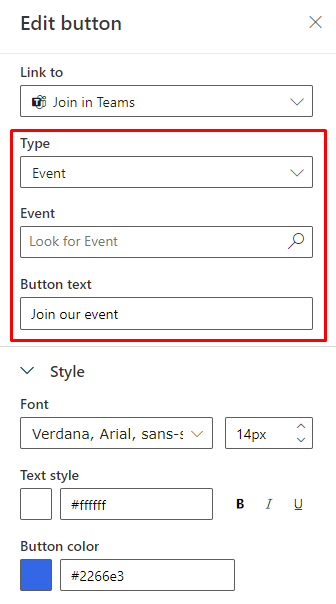 Edit button
Link to
Join in Teams
Type
Event
Event
Look for Event
Button text
Join our event
Style
Font
Verdana, Arial, sans-s 14px
Text style
#ffffff B I U
Button color
#2266e3